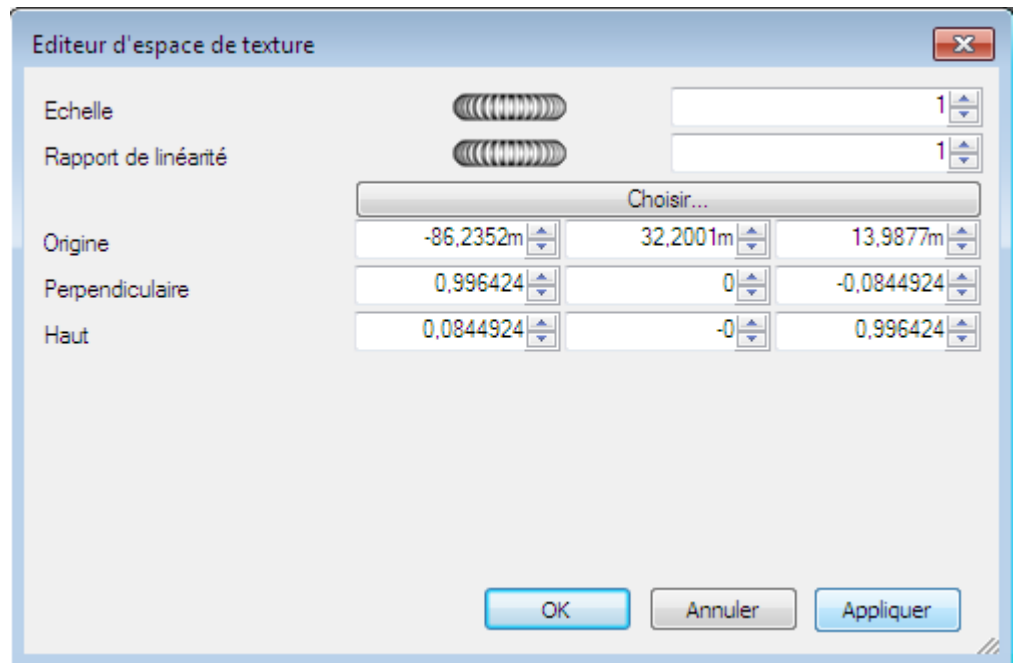 Editeur d'espace de texture
Echelle 1
Rapport de linéarité 1
Choisir...
Origine -86,2352m 32,2001m 13,9877m
Perpendiculaire 0,996424 0 -0,0844924
Haut 0,0844924 -0 0,996424
OK Annuler Appliquer